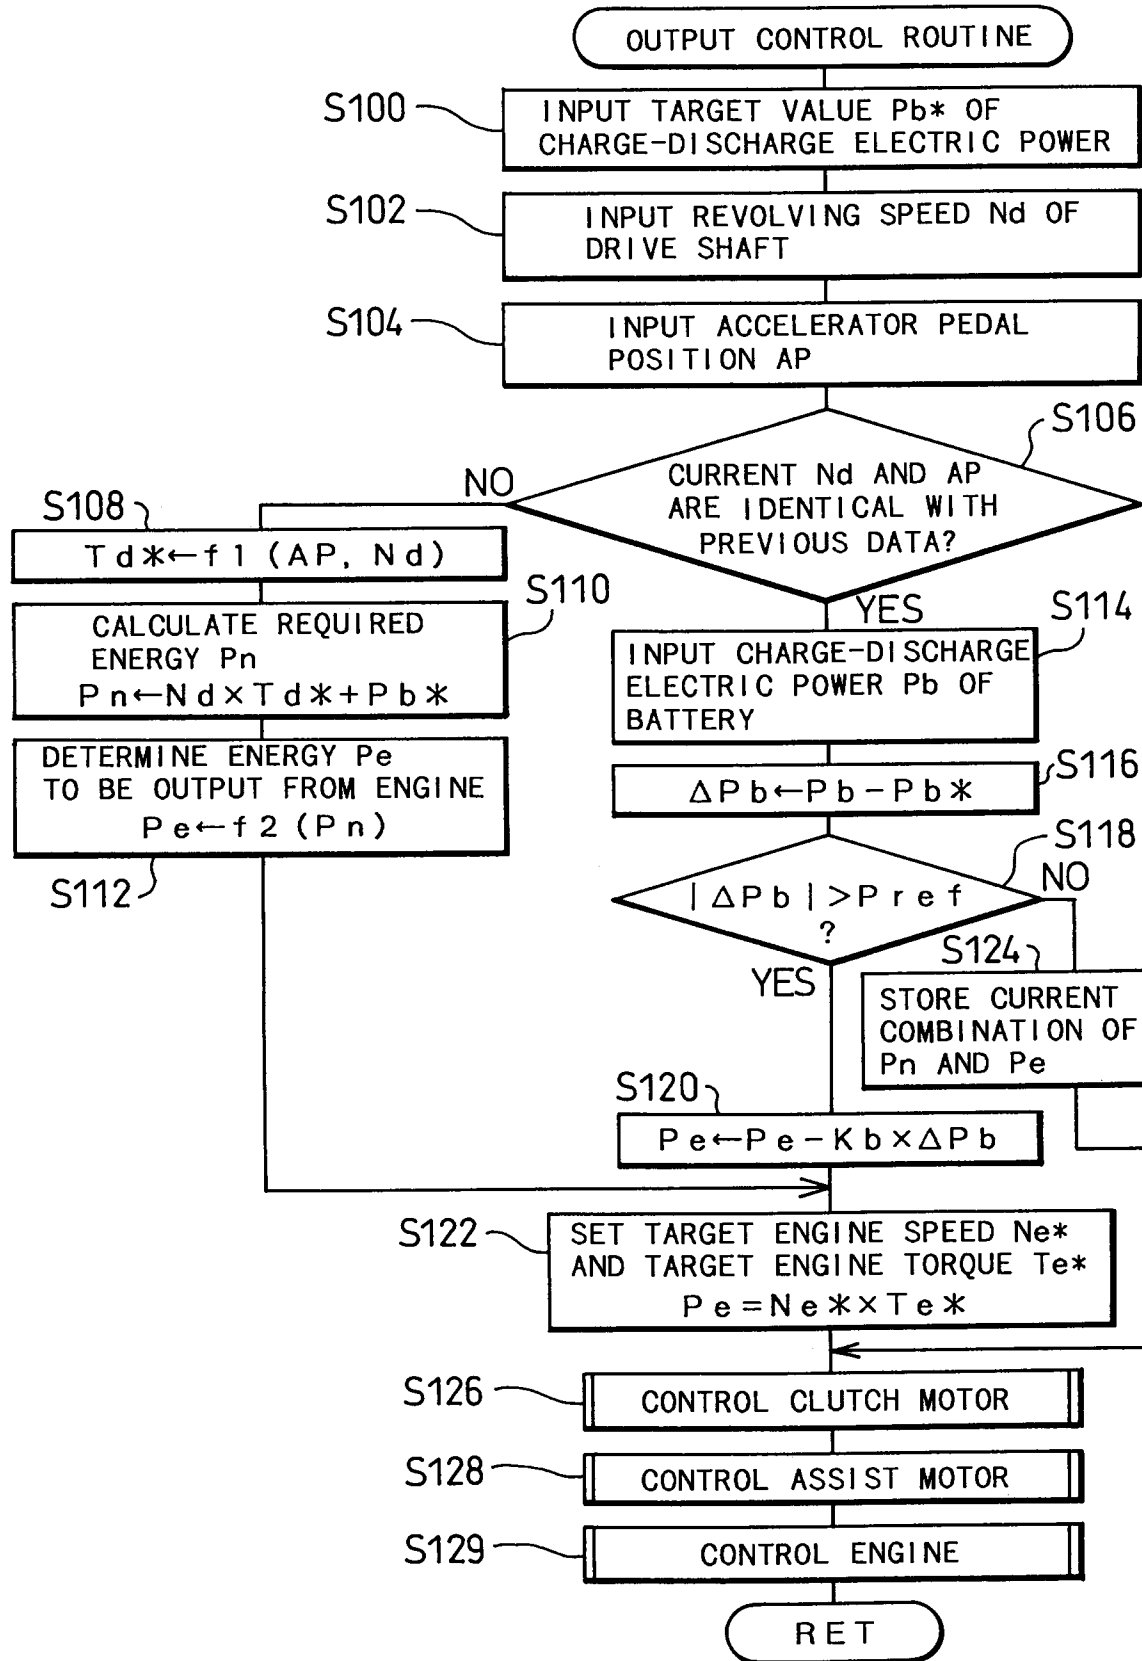 OUTPUT CONTROL ROUTINE
S100
INPUT TARGET VALUE Pb* OF
CHARGE-DISCHARGE ELECTRIC POWER
S102
INPUT REVOLVING SPEED Nd OF
DRIVE SHAFT
S104
INPUT ACCELERATOR PEDAL
POSITION AP
S106
CURRENT Nd AND AP
ARE IDENTICAL WITH
PREVIOUS DATA?
NO
YES
S108
Td*←f1 (AP, Nd)
S110
CALCULATE REQUIRED
ENERGY Pn
Pn←Nd×Td*+Pb*
DETERMINE ENERGY Pe
TO BE OUTPUT FROM ENGINE
Pe←f2 (Pn)
S112
S114
INPUT CHARGE-DISCHARGE
ELECTRIC POWER Pb OF
BATTERY
S116
ΔPb←Pb-Pb*
S118
|ΔPb|>Pref
?
NO
YES
S124
STORE CURRENT
COMBINATION OF
Pn AND Pe
S120
Pe←Pe-Kb×ΔPb
S122
SET TARGET ENGINE SPEED Ne*
AND TARGET ENGINE TORQUE Te*
Pe=Ne*×Te*
S126
CONTROL CLUTCH MOTOR
S128
CONTROL ASSIST MOTOR
S129
CONTROL ENGINE
RET